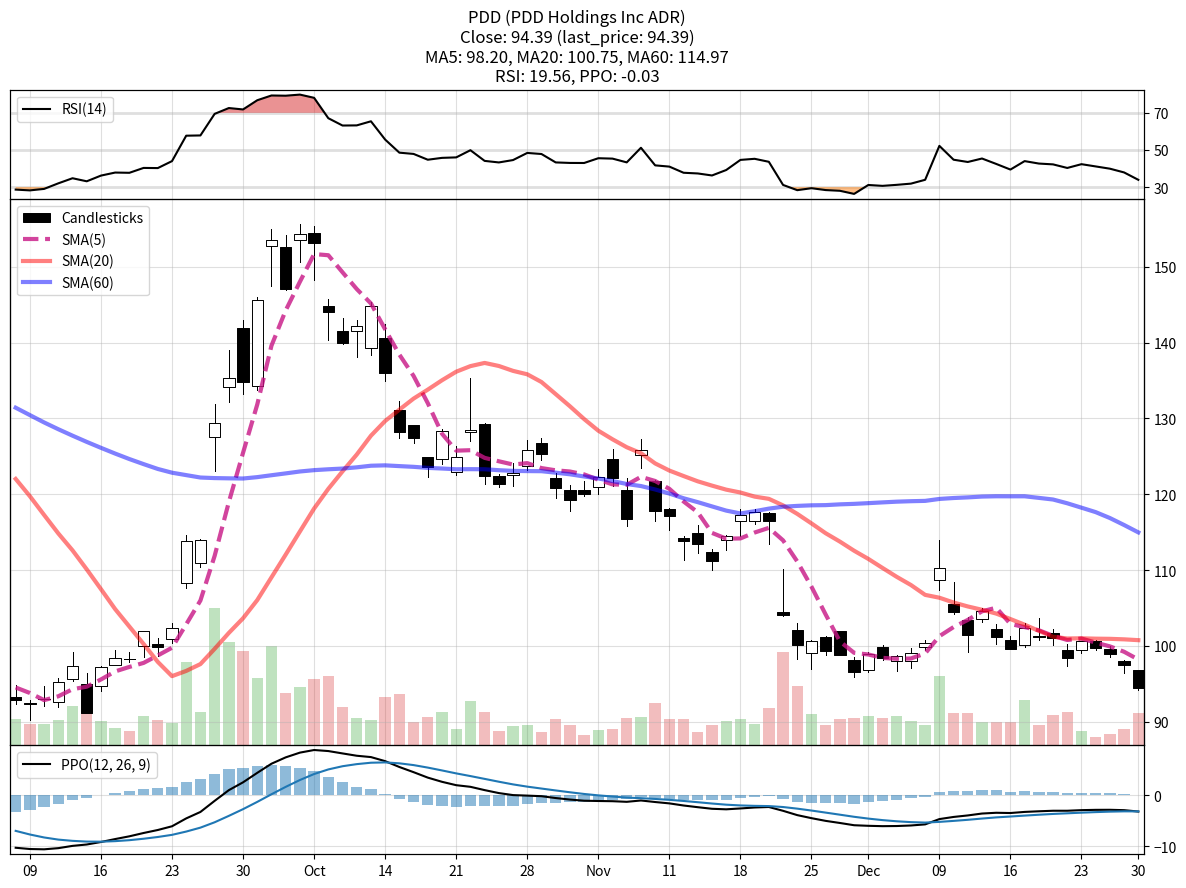 PDD (PDD Holdings Inc ADR)
Close: 94.39 (last_price: 94.39)
MA5: 98.20, MA20: 100.75, MA60: 114.97
RSI: 19.56, PPO: -0.03
RSI(14)
70
50
30
Candlesticks
SMA(5)
SMA(20)
SMA(60)
150
140
130
120
110
100
90
PPO(12, 26, 9)
0
−10
09 16 23 30 Oct 14 21 28 Nov 11 18 25 Dec 09 16 23 30